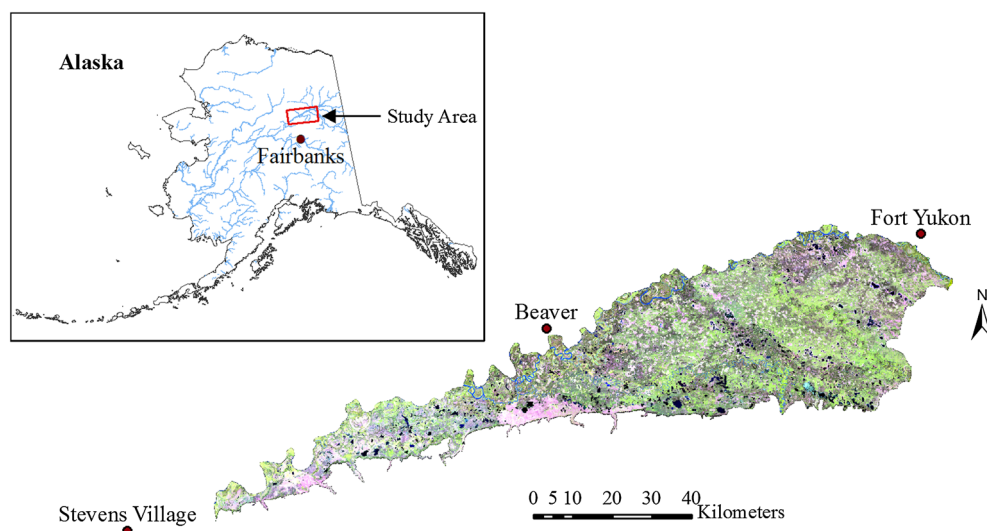 Alaska
Study Area
Fairbanks
Fort Yukon
N
Beaver
Stevens Village
0 5 10 20 30 40
Kilometers